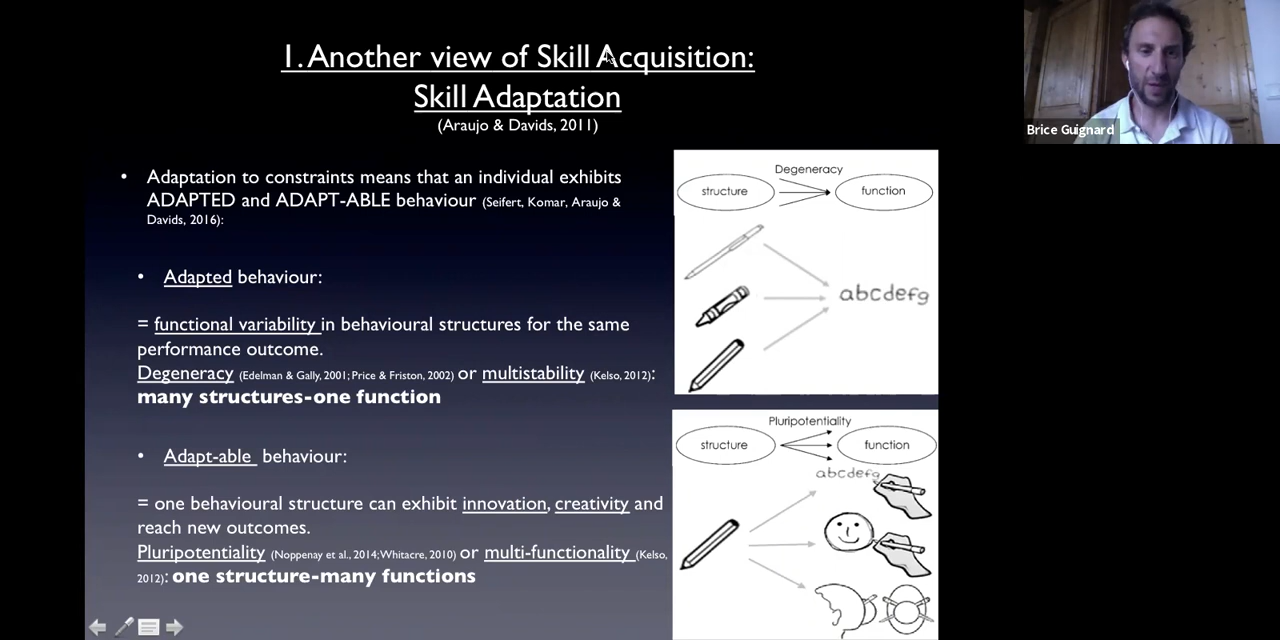 1. Another view of Skill Acquisition:
Skill Adaptation
(Araujo & Davids, 2011)
Brice Guignard
• Adaptation to constraints means that an individual exhibits
ADAPTED and ADAPT-ABLE behaviour (Seifert, Komar, Araujo &
Davids, 2016):
• Adapted behaviour:
= functional variability in behavioural structures for the same
performance outcome.
Degeneracy (Edelman & Gally, 2001; Price & Friston, 2002) or multistability (Kelso, 2012):
many structures-one function
• Adapt-able behaviour:
= one behavioural structure can exhibit innovation, creativity and
reach new outcomes.
Pluripotentiality (Noppenay et al., 2014; Whitacre, 2010) or multi-functionality (Kelso,
2012): one structure-many functions
Degeneracy
structure function
abcdefg
Pluripotentiality
structure function
abcdefg